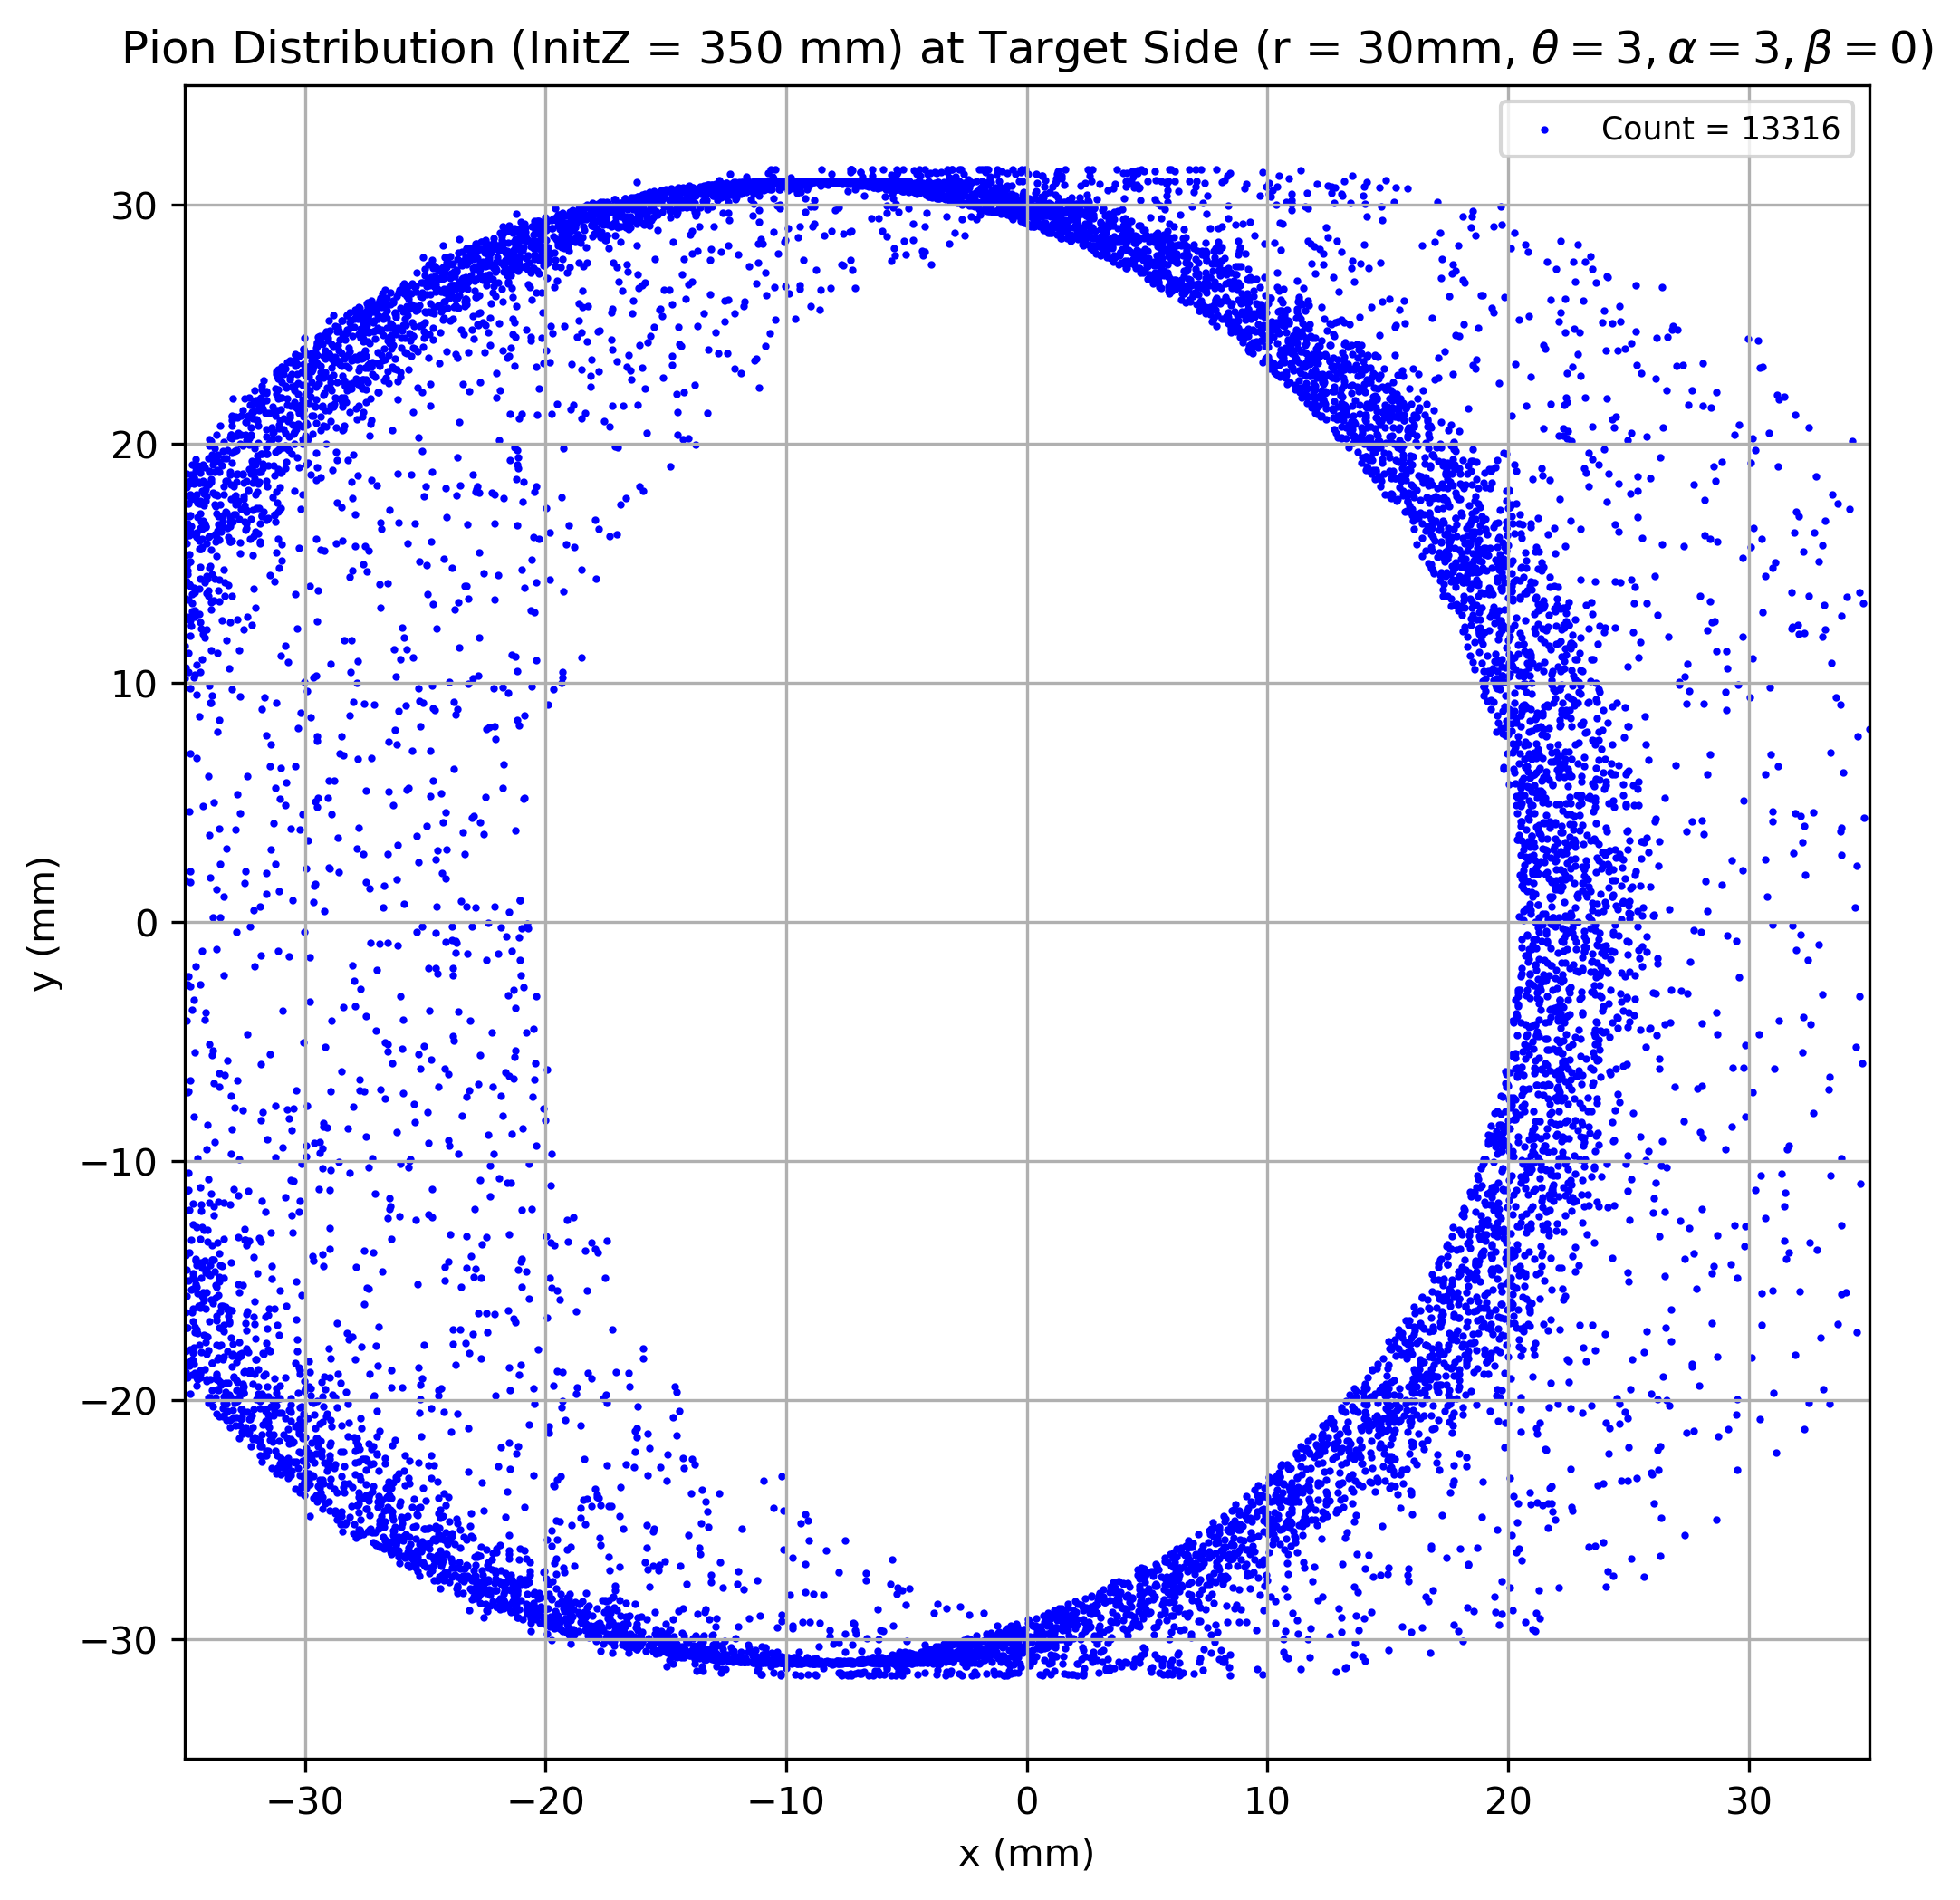 Pion Distribution (InitZ = 350 mm) at Target Side (r = 30mm, θ = 3, α = 3, β = 0)
Count = 13316
30
20
10
0
−10
−20
−30
y (mm)
−30 −20 −10 0 10 20 30
x (mm)